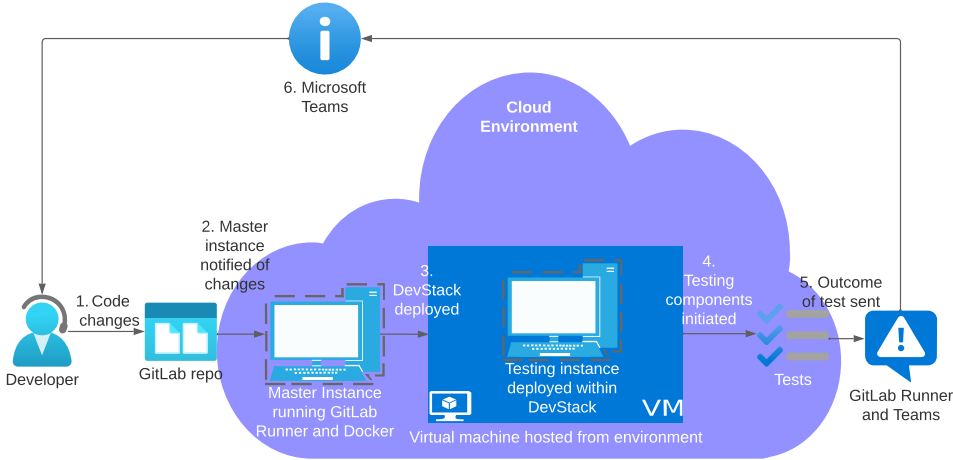 6. Microsoft
Teams
Cloud
Environment
2. Master
instance
notified of
changes
1. Code
changes
3.
DevStack
deployed
4.
Testing
components
initiated
5. Outcome
of test sent
Developer
GitLab repo
Master Instance
running GitLab
Runner and Docker
Testing instance
deployed within
DevStack
VM
Virtual machine hosted from environment
Tests
GitLab Runner
and Teams